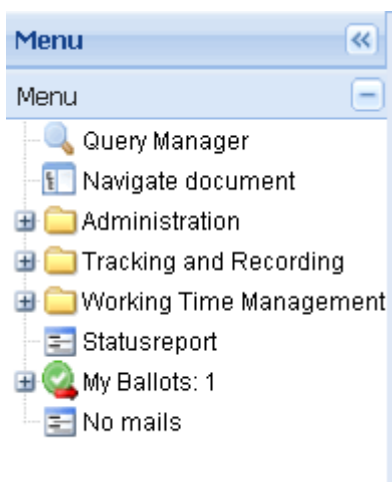 Menu
Menu
Query Manager
Navigate document
Administration
Tracking and Recording
Working Time Management
Statusreport
My Ballots: 1
No mails